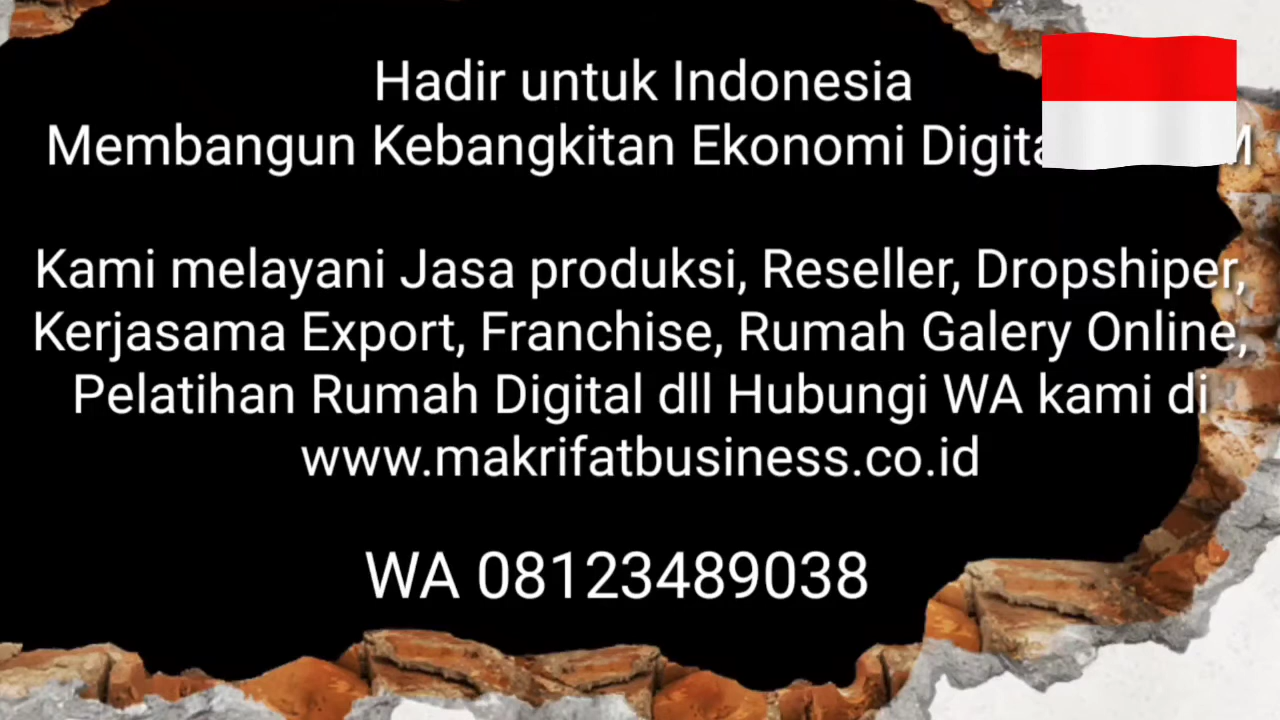 Hadir untuk Indonesia
Membangun Kebangkitan Ekonomi
Kami melayani Jasa produksi, Reseller, Dropshiper,
Kerjasama Export, Franchise, Rumah Galery Online,
Pelatihan Rumah Digital dll Hubungi WA kami di
www.makrifatbusiness.co.id
WA 08123489038